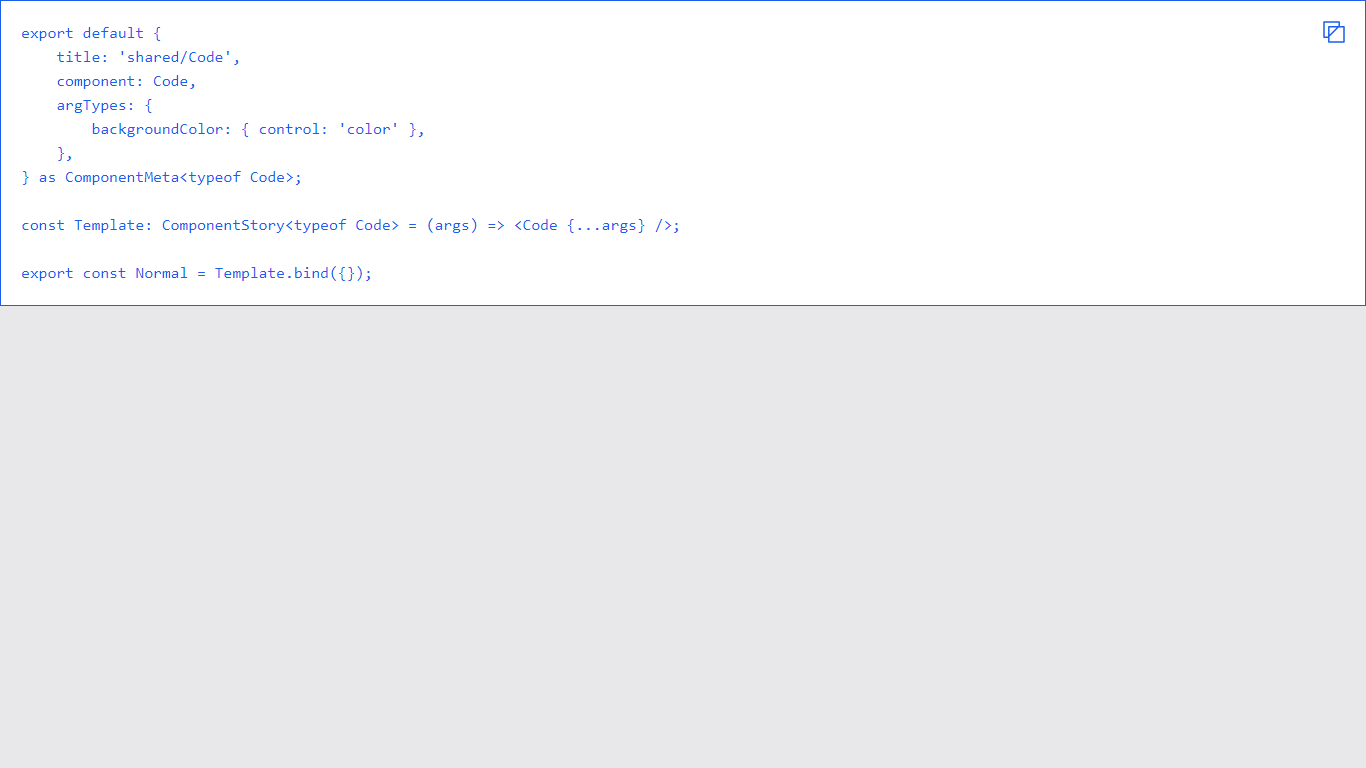 export default {
    title: 'shared/Code',
    component: Code,
    argTypes: {
        backgroundColor: { control: 'color' },
    },
} as ComponentMeta<typeof Code>;

const Template: ComponentStory<typeof Code> = (args) => <Code {...args} />;

export const Normal = Template.bind({});